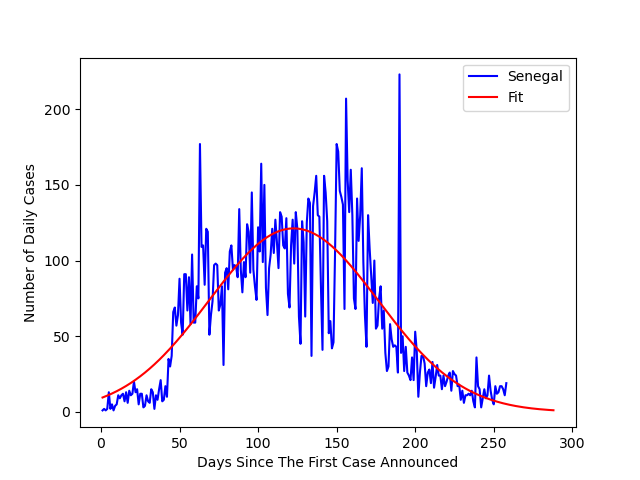 Senegal
Fit
200
150
100
50
0
Number of Daily Cases
0 50 100 150 200 250 300
Days Since The First Case Announced